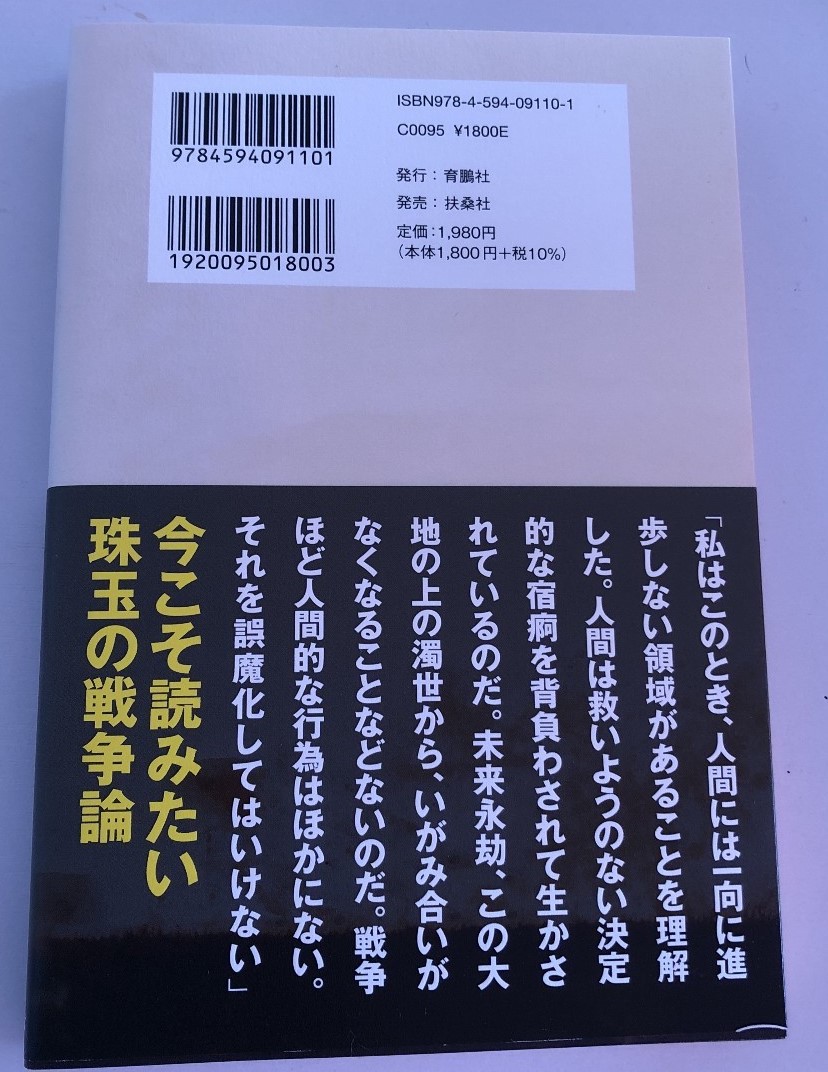 9784594091101
1920095018003
ISBN978-4-594-09110-1
C0095 ¥1800E
発行：育鵬社
発売：扶桑社
定価：1,980円
（本体1,800円＋税10%）
「私はこのとき、人間には一向に進
歩しない領域があることを理解
した。人間は救いようのない決定
的な宿痾を背負わされて生かさ
れているのだ。未来永劫、この大
地の上の濁世から、いがみ合いが
なくなることなどないのだ。戦争
ほど人間的な行為はほかにない。
それを誤魔化してはいけない」
今こそ読みたい
珠玉の戦争論